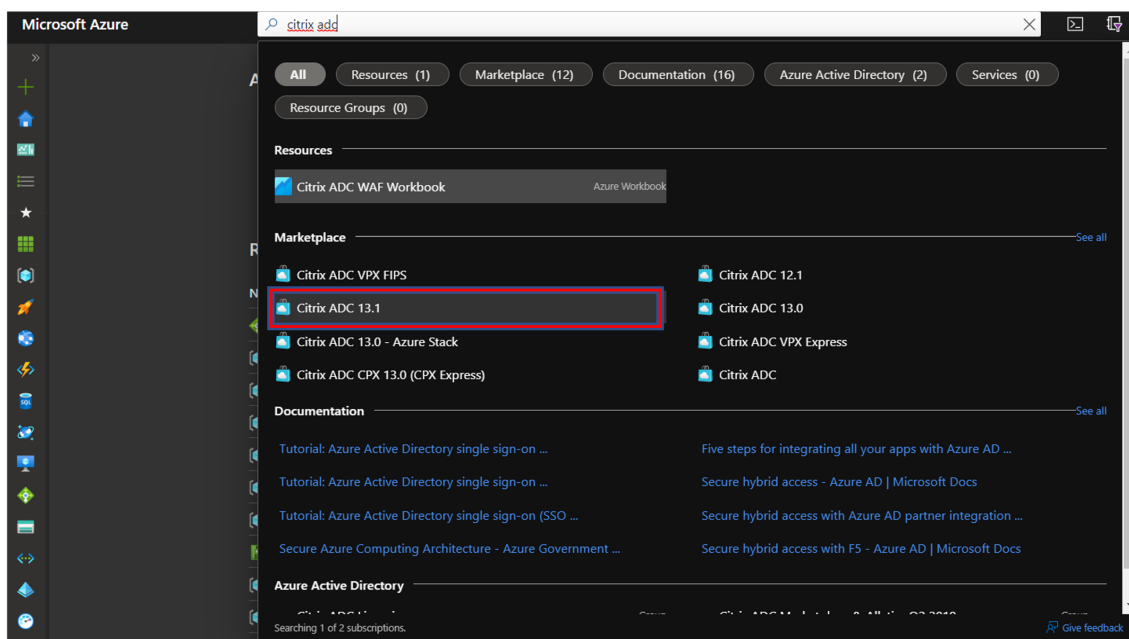 Microsoft Azure
citrix add
All
Resources (1)
Marketplace (12)
Documentation (16)
Azure Active Directory (2)
Services (0)
Resource Groups (0)
Resources
Citrix ADC WAF Workbook
Azure Workbook
Marketplace
See all
Citrix ADC VPX FIPS
Citrix ADC 12.1
Citrix ADC 13.1
Citrix ADC 13.0
Citrix ADC 13.0 - Azure Stack
Citrix ADC VPX Express
Citrix ADC CPX 13.0 (CPX Express)
Citrix ADC
Documentation
See all
Tutorial: Azure Active Directory single sign-on ...
Five steps for integrating all your apps with Azure AD ...
Tutorial: Azure Active Directory single sign-on ...
Secure hybrid access - Azure AD | Microsoft Docs
Tutorial: Azure Active Directory single sign-on (SSO ...
Secure hybrid access with Azure AD partner integration ...
Secure Azure Computing Architecture - Azure Government ...
Secure hybrid access with F5 - Azure AD | Microsoft Docs
Azure Active Directory
Searching 1 of 2 subscriptions.
Give feedback